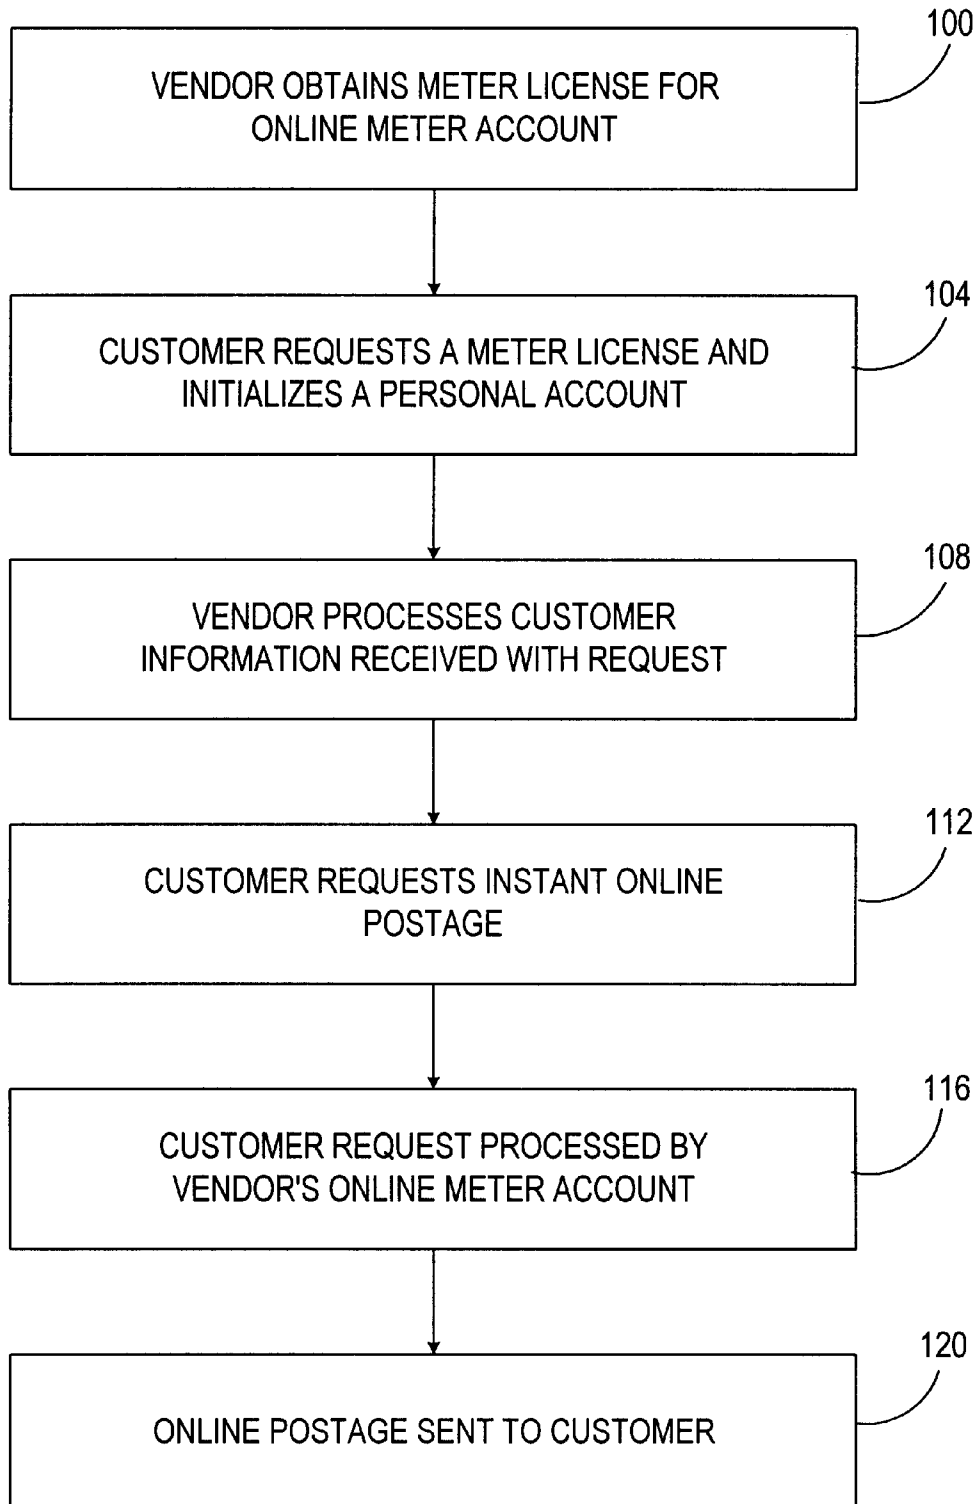 100
VENDOR OBTAINS METER LICENSE FOR
ONLINE METER ACCOUNT
104
CUSTOMER REQUESTS A METER LICENSE AND
INITIALIZES A PERSONAL ACCOUNT
108
VENDOR PROCESSES CUSTOMER
INFORMATION RECEIVED WITH REQUEST
112
CUSTOMER REQUESTS INSTANT ONLINE
POSTAGE
116
CUSTOMER REQUEST PROCESSED BY
VENDOR'S ONLINE METER ACCOUNT
120
ONLINE POSTAGE SENT TO CUSTOMER